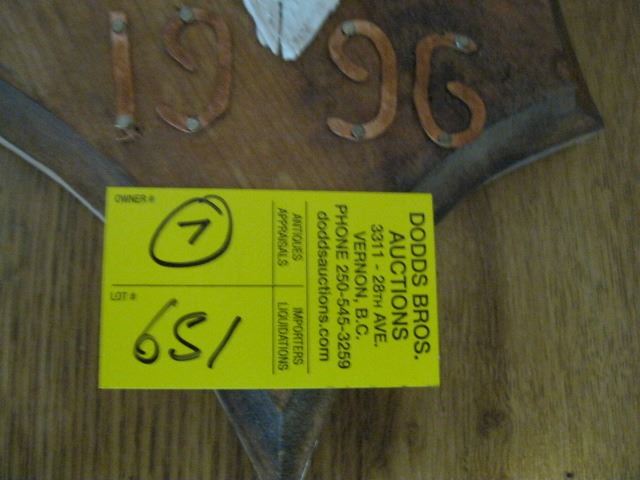 1996
OWNER #
7
LOT #
651
ANTIQUES
APPRAISALS
IMPORTERS
LIQUIDATIONS
DODDS BROS.
AUCTIONS
3311 - 28TH AVE.
VERNON, B.C.
PHONE 250-545-3259
doddsauctions.com